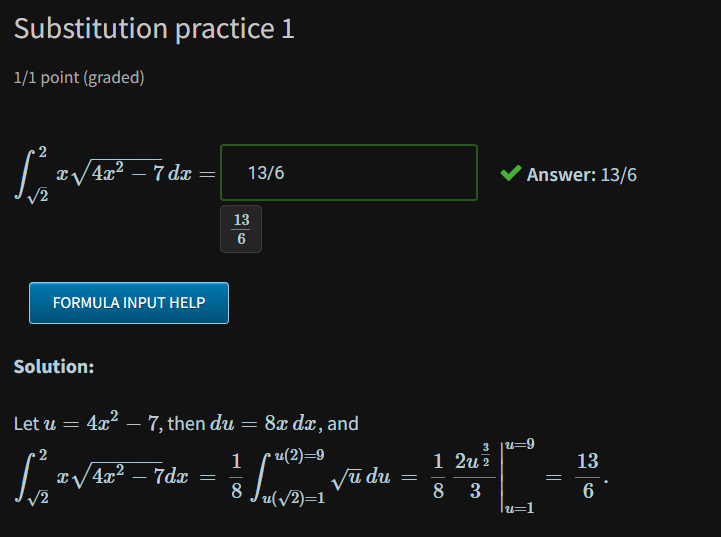 Substitution practice 1
1/1 point (graded)
∫_{√2}^{2} x√(4x² − 7) dx = 13/6 ✔ Answer: 13/6
13/6
FORMULA INPUT HELP
Solution:
Let u = 4x² − 7, then du = 8x dx, and
∫_{√2}^{2} x√(4x² − 7)dx = 1/8 ∫_{u(√2)=1}^{u(2)=9} √u du = 1/8 2u^{3/2}/3 |_{u=1}^{u=9} = 13/6.